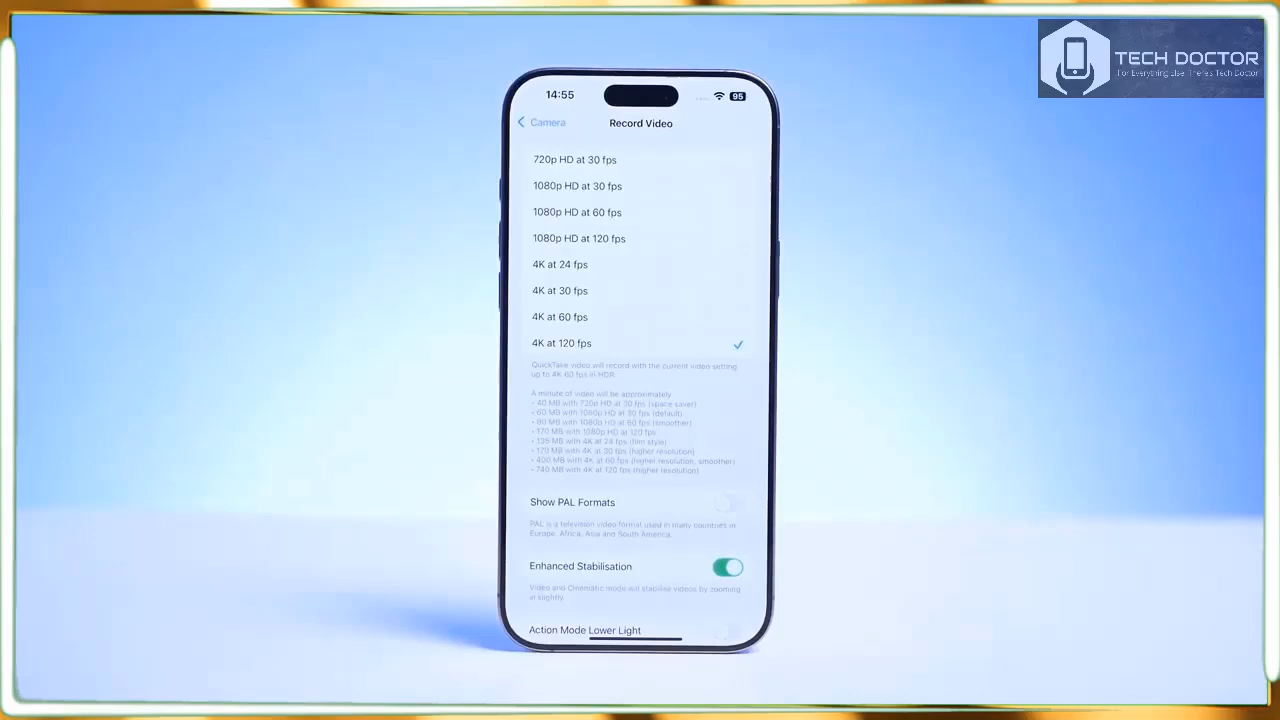 TECH DOCTOR
For Everything Else, There's Tech Doctor
14:55
95
Camera
Record Video
720p HD at 30 fps
1080p HD at 30 fps
1080p HD at 60 fps
1080p HD at 120 fps
4K at 24 fps
4K at 30 fps
4K at 60 fps
4K at 120 fps
QuickTake video will record with the current video setting
up to 4K 60 fps in HDR.
A minute of video will be approximately
• 40 MB with 720p HD at 30 fps (space saver)
• 60 MB with 1080p HD at 30 fps (default)
• 90 MB with 1080p HD at 60 fps (smoother)
• 170 MB with 1080p HD at 120 fps
• 135 MB with 4K at 24 fps (film style)
• 170 MB with 4K at 30 fps (higher resolution)
• 400 MB with 4K at 60 fps (higher resolution, smoother)
• 740 MB with 4K at 120 fps (higher resolution)
Show PAL Formats
PAL is a television video format used in many countries in
Europe, Africa, Asia and South America.
Enhanced Stabilisation
Video and Cinematic mode will stabilise videos by zooming
in slightly.
Action Mode Lower Light